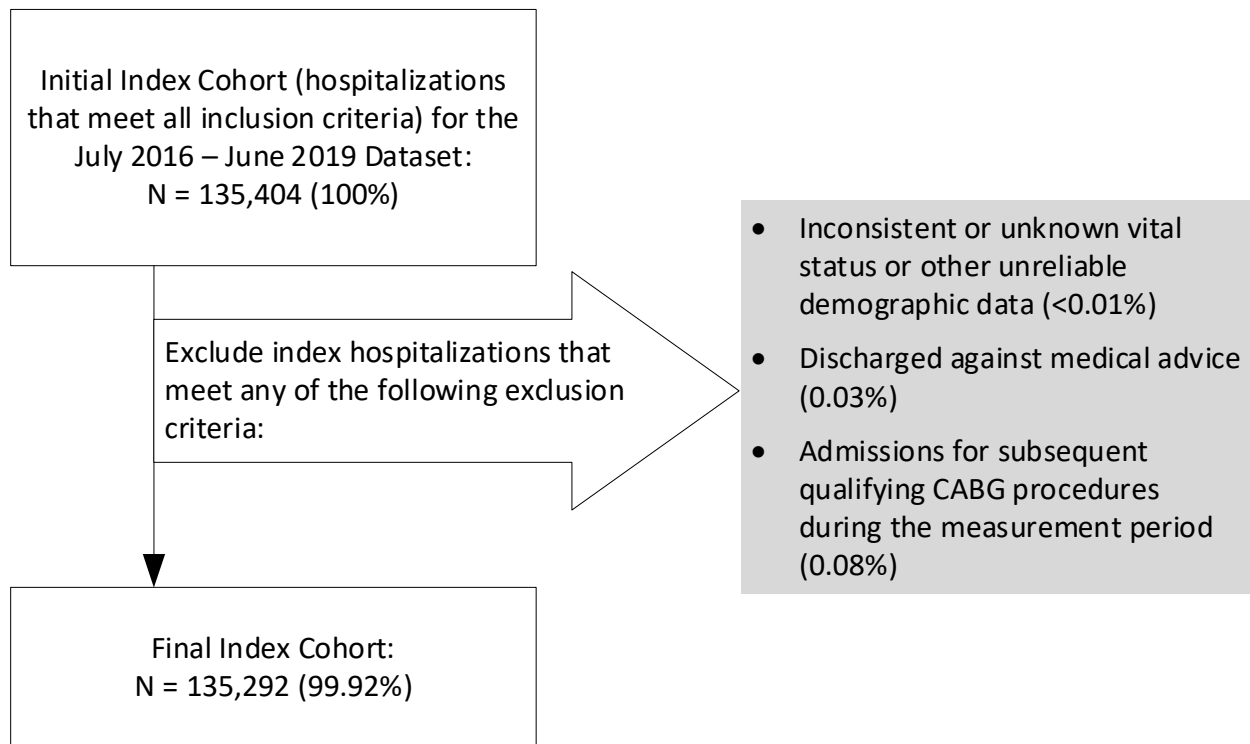 Initial Index Cohort (hospitalizations
that meet all inclusion criteria) for the
July 2016 – June 2019 Dataset:
N = 135,404 (100%)
Exclude index hospitalizations that
meet any of the following exclusion
criteria:
• Inconsistent or unknown vital
status or other unreliable
demographic data (<0.01%)
• Discharged against medical advice
(0.03%)
• Admissions for subsequent
qualifying CABG procedures
during the measurement period
(0.08%)
Final Index Cohort:
N = 135,292 (99.92%)